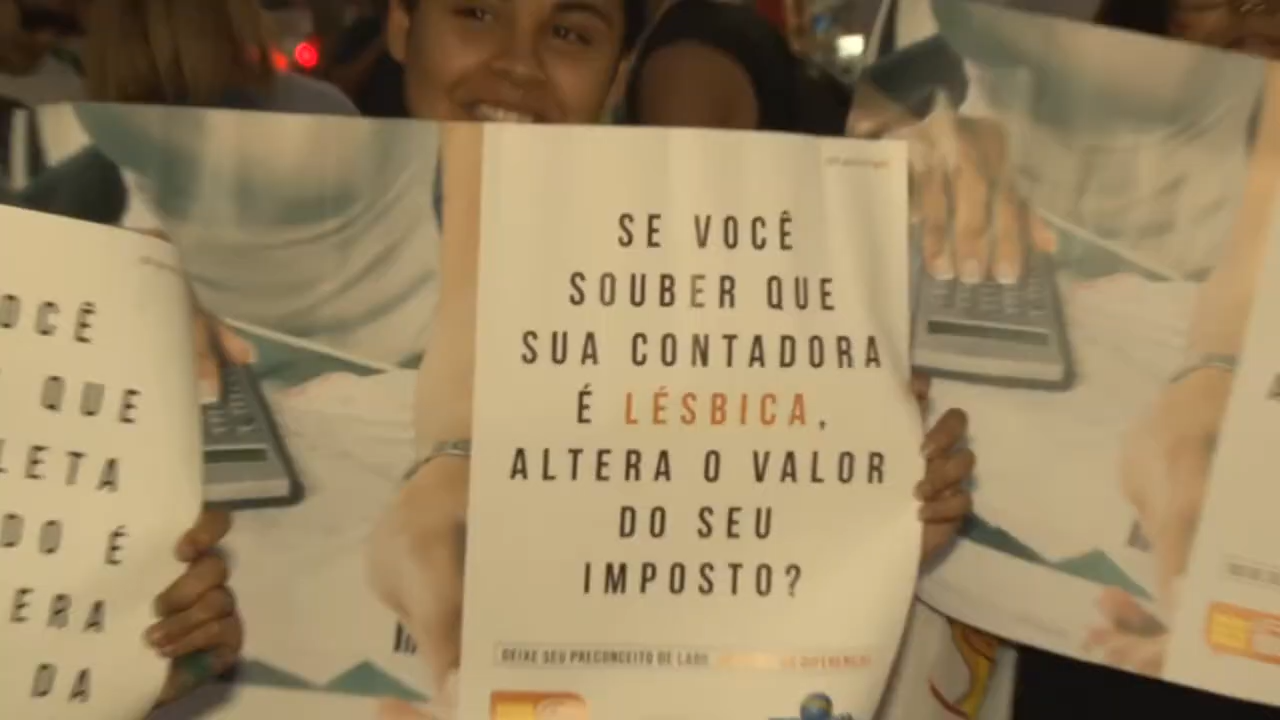 OCÊ
QUE
LETA
DO É
ERA
DA
SE VOCÊ
SOUBER QUE
SUA CONTADORA
É LÉSBICA,
ALTERA O VALOR
DO SEU
IMPOSTO?
DEIXE SEU PRECONCEITO DE LADO
DIFERENÇAS